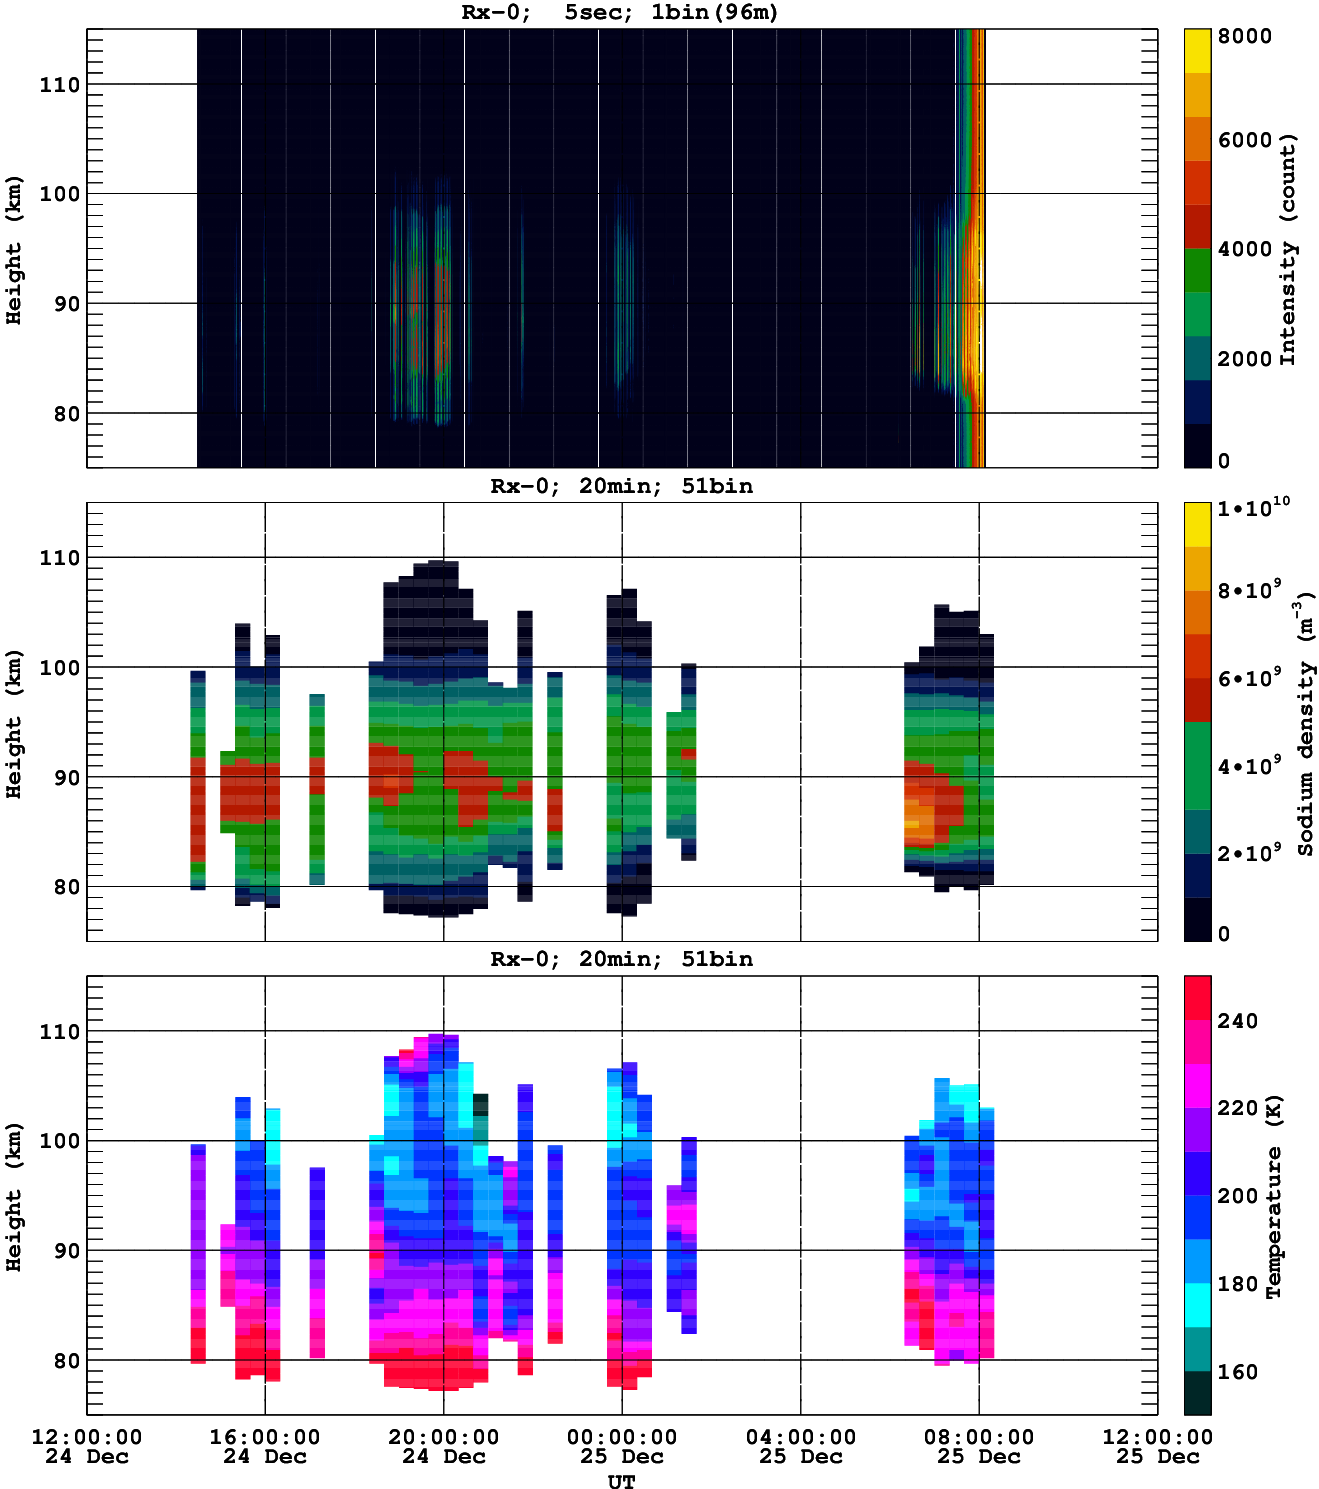 Rx-0;  5sec; 1bin(96m)
110
100
90
80
Height (km)
8000
6000
4000
2000
0
Intensity (count)
Rx-0; 20min; 51bin
110
100
90
80
Height (km)
1•10¹⁰
8•10⁹
6•10⁹
4•10⁹
2•10⁹
0
Sodium density (m⁻³)
Rx-0; 20min; 51bin
110
100
90
80
Height (km)
240
220
200
180
160
Temperature (K)
12:00:00 16:00:00 20:00:00 00:00:00 04:00:00 08:00:00 12:00:00
24 Dec 24 Dec 24 Dec 25 Dec 25 Dec 25 Dec 25 Dec
UT